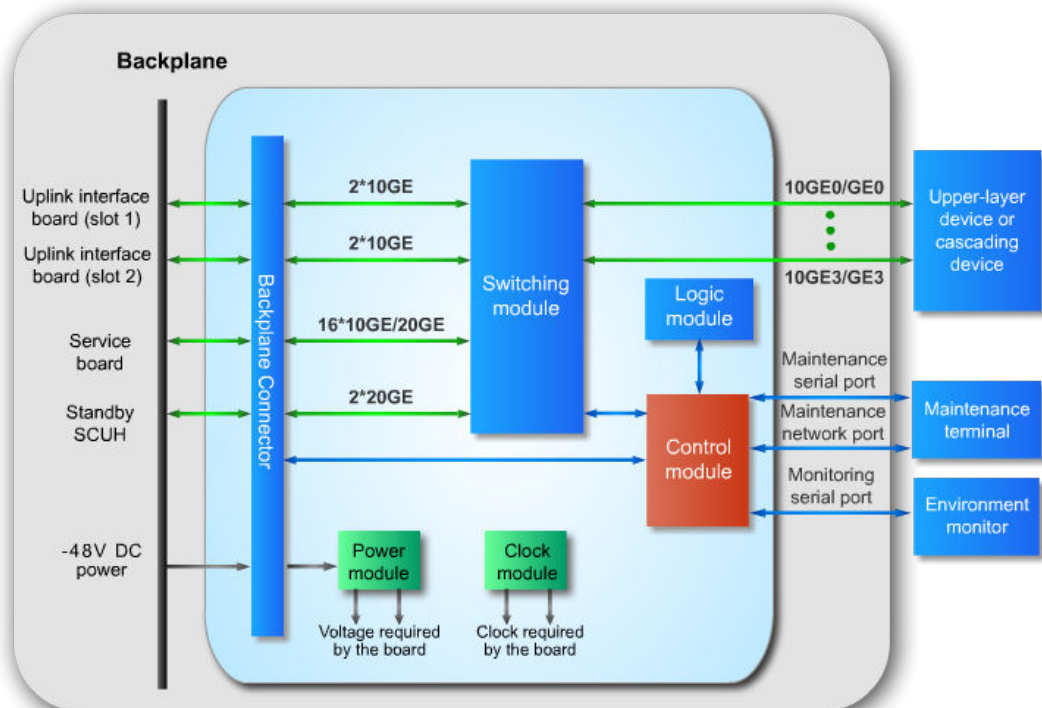 Backplane
Uplink interface
board (slot 1)
Uplink interface
board (slot 2)
Service
board
Standby
SCUH
-48V DC
power
Backplane Connector
2*10GE
2*10GE
16*10GE/20GE
2*20GE
Switching
module
Logic
module
Control
module
Power
module
Voltage required
by the board
Clock
module
Clock required
by the board
10GE0/GE0
10GE3/GE3
Maintenance
serial port
Maintenance
network port
Monitoring
serial port
Upper-layer
device or
cascading
device
Maintenance
terminal
Environment
monitor